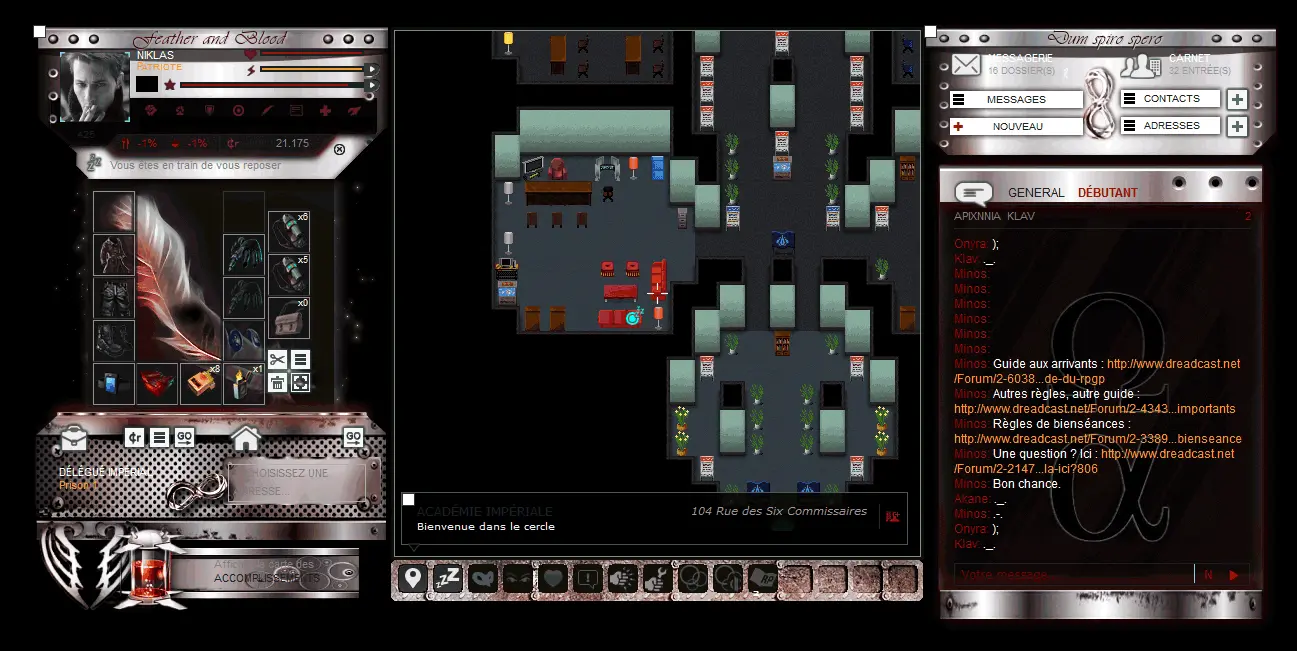 Feather and Blood
NIKLAS
PATRIOTE
425
-1%
-1%
₢r
21.175
Vous êtes en train de vous reposer
x6
x5
x0
x8
x1
₢r
GO
GO
DÉLÉGUÉ IMPÉRIAL
Prison 1
CHOISISSEZ UNE
ACCOMPLISSEMENTS
ACADÉMIE IMPÉRIALE
Bienvenue dans le cercle
104 Rue des Six Commissaires
Dum spiro spero
MESSAGERIE
16 DOSSIER(S)
CARNET
22 ENTRÉE(S)
MESSAGES
CONTACTS
NOUVEAU
ADRESSES
GENERAL DÉBUTANT
APIXNNIA KLAV
2
Onyra: );
Klav: ._.
Minos:
Minos:
Minos:
Minos:
Minos:
Minos:
Minos: Guide aux arrivants : http://www.dreadcast.net
/Forum/2-6038...de-du-rpgp
Minos: Autres règles, autre guide :
http://www.dreadcast.net/Forum/2-4343...importants
Minos: Règles de bienséances :
http://www.dreadcast.net/Forum/2-3389...bienseance
Minos: Une question ? Ici : http://www.dreadcast.net
/Forum/2-2147...la-ici?806
Minos: Bon chance.
Akane: ._.
Minos: .-.
Onyra: );
Klav: ._.
Votre message
N